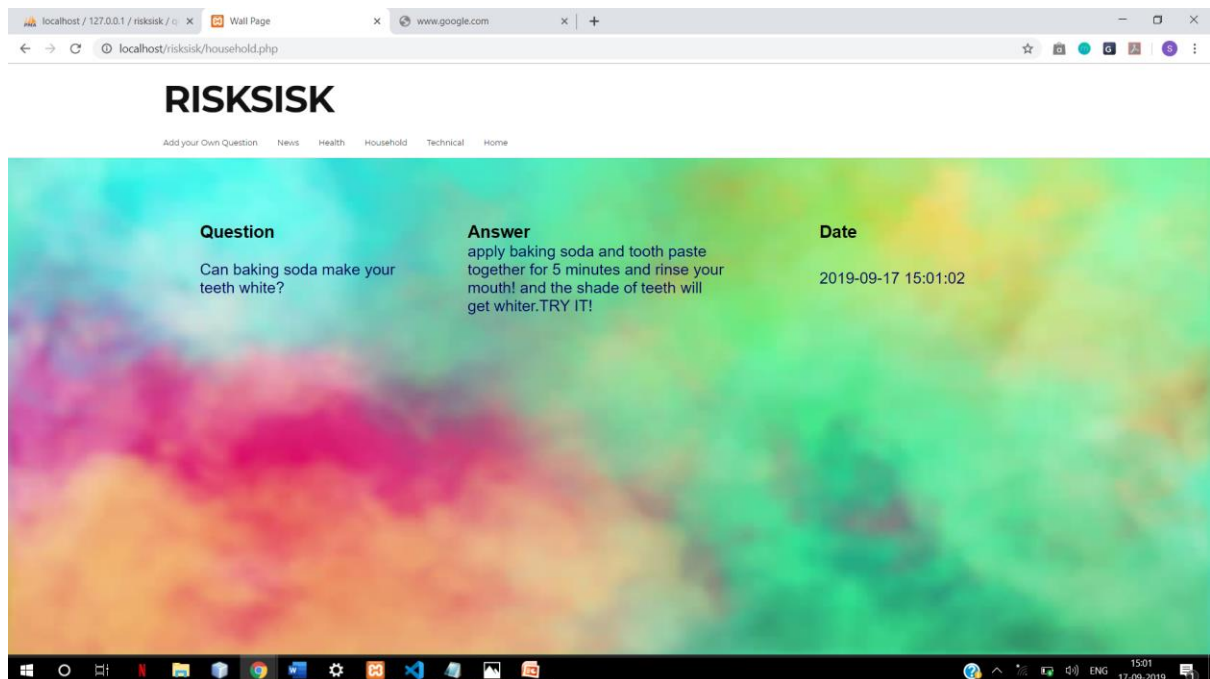 localhost / 127.0.0.1 / risksisk / q
Wall Page
www.google.com
localhost/risksisk/household.php
RISKSISK
Add your Own Question News Health Household Technical Home
Question Answer Date
apply baking soda and tooth paste
Can baking soda make your together for 5 minutes and rinse your 2019-09-17 15:01:02
teeth white? mouth! and the shade of teeth will
get whiter.TRY IT!
ENG 15:01
17-09-2019